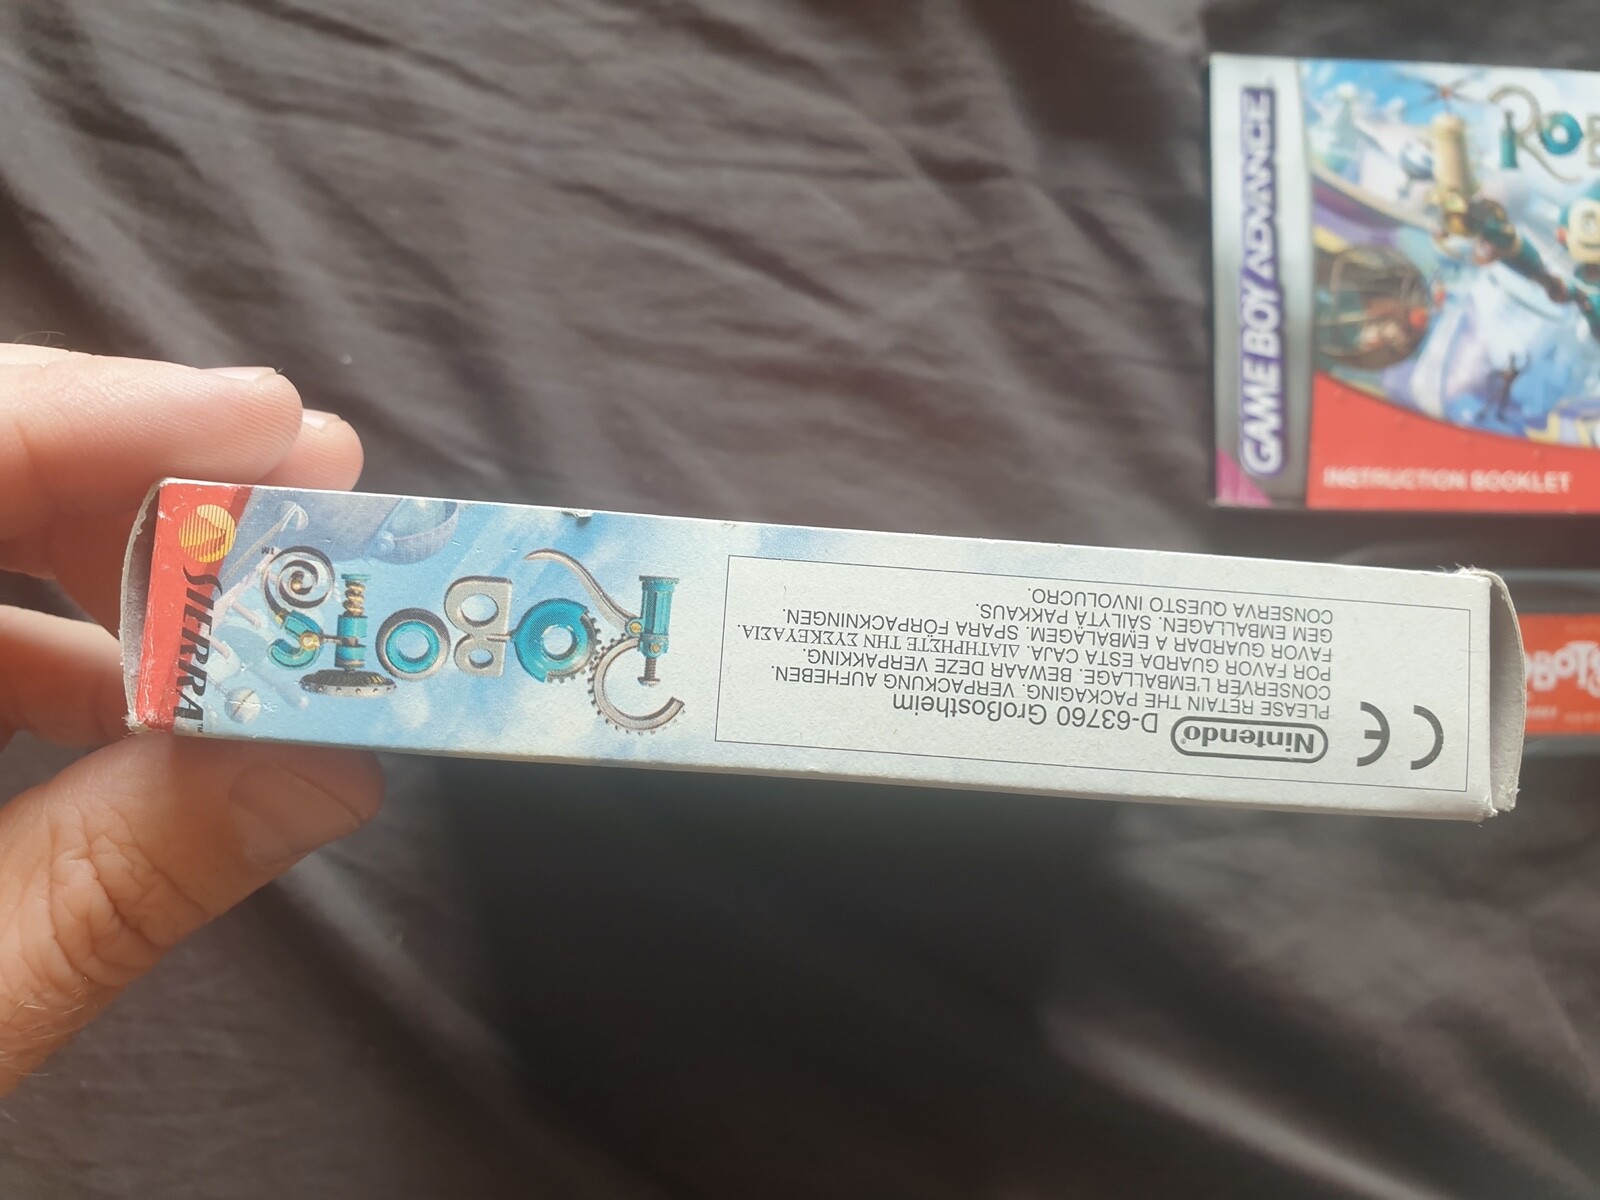 GAME BOY ADVANCE
INSTRUCTION BOOKLET
CE
Nintendo®
D-63760 Großostheim
PLEASE RETAIN THE PACKAGING. VERPACKUNG AUFHEBEN.
CONSERVER L'EMBALLAGE. BEWAAR DEZE VERPAKKING.
POR FAVOR GUARDA ESTA CAJA. ΔΙΑΤΗΡΗΣΤΕ ΤΗΝ ΣΥΣΚΕΥΑΣΙΑ.
FAVOR GUARDAR A EMBALAGEM. SPARA FÖRPACKNINGEN.
GEM EMBALLAGEN. SÄILYTÄ PAKKAUS.
CONSERVA QUESTO INVOLUCRO.
ROBOTS™
SIERRA™